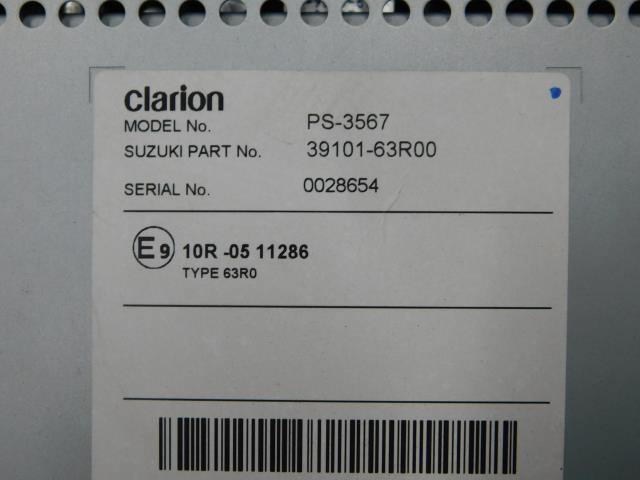 clarion
MODEL No. PS-3567
SUZUKI PART No. 39101-63R00
SERIAL No. 0028654
E9 10R -05 11286
TYPE 63R0